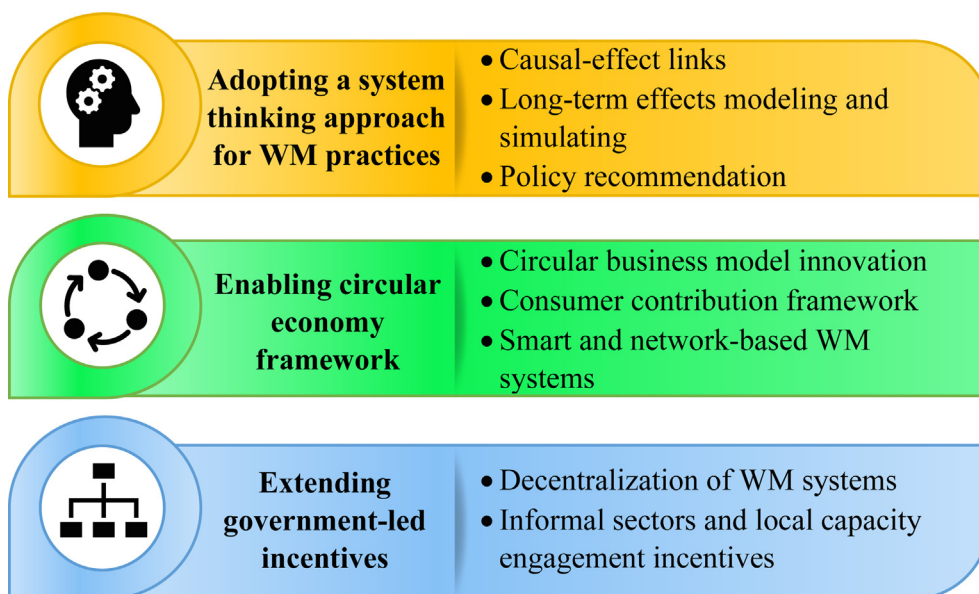 Adopting a system
thinking approach
for WM practices
• Causal-effect links
• Long-term effects modeling and
simulating
• Policy recommendation
Enabling circular
economy
framework
• Circular business model innovation
• Consumer contribution framework
• Smart and network-based WM
systems
Extending
government-led
incentives
• Decentralization of WM systems
• Informal sectors and local capacity
engagement incentives